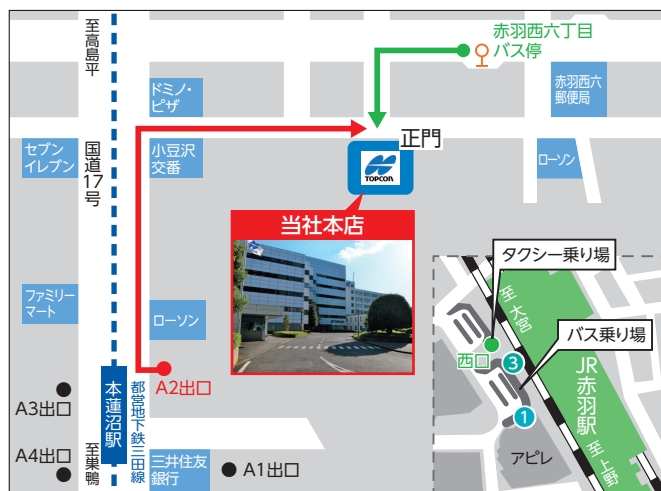 至高島平
赤羽西六丁目
バス停
ドミノ・
ピザ
赤羽西六
郵便局
正門
セブン
イレブン
国道17号
小豆沢
交番
TOPCON
ローソン
当社本店
タクシー乗り場
ファミリー
マート
ローソン
至大宮
バス乗り場
西口
3
A2出口
A3出口
本蓮沼駅
都営地下鉄三田線
JR赤羽駅
1
A4出口
至巣鴨
三井住友
銀行
A1出口
アピレ
至上野